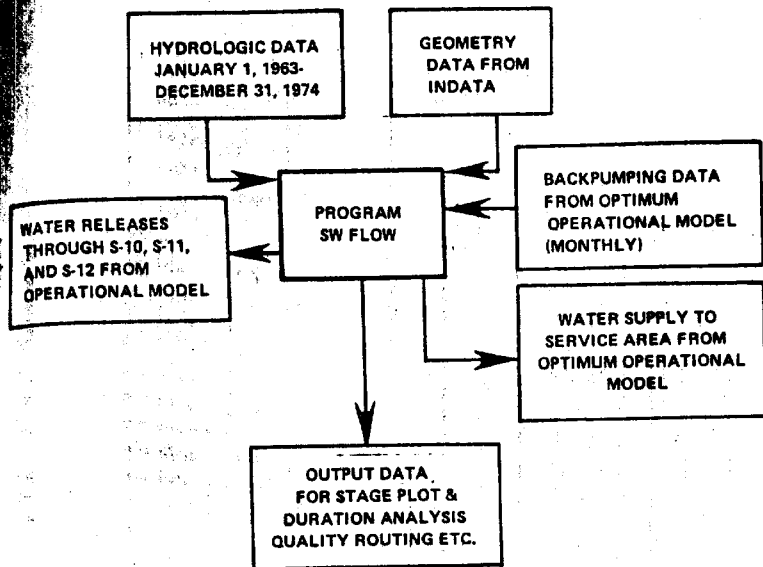 HYDROLOGIC DATA
JANUARY 1, 1963-
DECEMBER 31, 1974
GEOMETRY
DATA FROM
INDATA
PROGRAM
SW FLOW
BACKPUMPING DATA
FROM OPTIMUM
OPERATIONAL MODEL
(MONTHLY)
WATER RELEASES
THROUGH S-10, S-11,
AND S-12 FROM
OPERATIONAL MODEL
WATER SUPPLY TO
SERVICE AREA FROM
OPTIMUM OPERATIONAL
MODEL
OUTPUT DATA
FOR STAGE PLOT &
DURATION ANALYSIS
QUALITY ROUTING ETC.